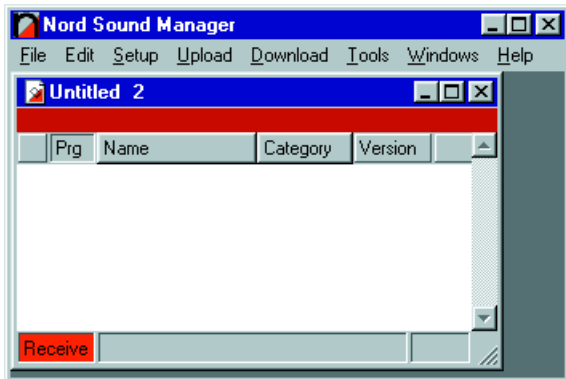 Nord Sound Manager
File Edit Setup Upload Download Tools Windows Help
Untitled 2
Prg Name Category Version
Receive